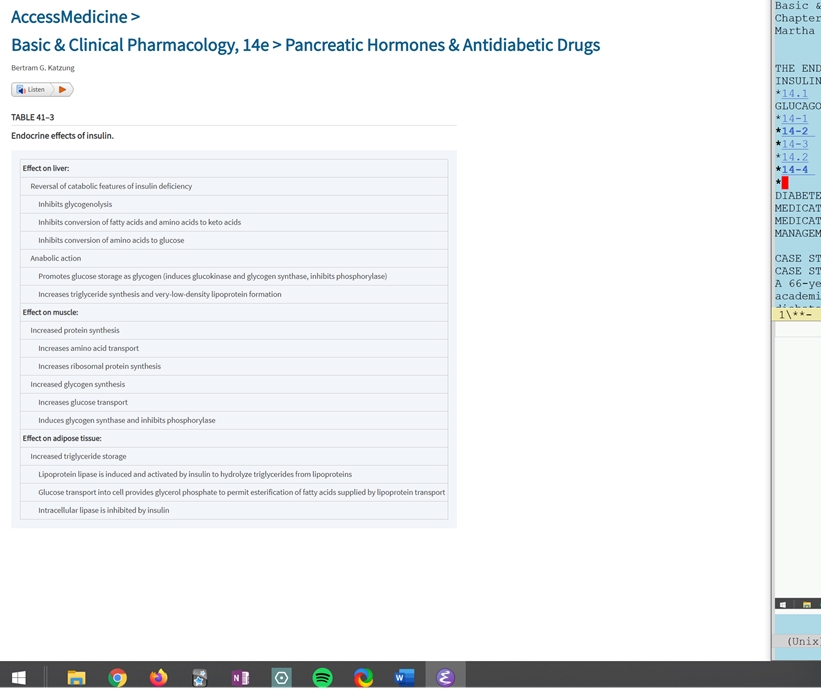 AccessMedicine >
Basic & Clinical Pharmacology, 14e > Pancreatic Hormones & Antidiabetic Drugs
Bertram G. Katzung
Listen
TABLE 41–3
Endocrine effects of insulin.
Effect on liver:
Reversal of catabolic features of insulin deficiency
Inhibits glycogenolysis
Inhibits conversion of fatty acids and amino acids to keto acids
Inhibits conversion of amino acids to glucose
Anabolic action
Promotes glucose storage as glycogen (induces glucokinase and glycogen synthase, inhibits phosphorylase)
Increases triglyceride synthesis and very-low-density lipoprotein formation
Effect on muscle:
Increased protein synthesis
Increases amino acid transport
Increases ribosomal protein synthesis
Increased glycogen synthesis
Increases glucose transport
Induces glycogen synthase and inhibits phosphorylase
Effect on adipose tissue:
Increased triglyceride storage
Lipoprotein lipase is induced and activated by insulin to hydrolyze triglycerides from lipoproteins
Glucose transport into cell provides glycerol phosphate to permit esterification of fatty acids supplied by lipoprotein transport
Intracellular lipase is inhibited by insulin
Basic &
Chapter
Martha
THE END
INSULIN
*14.1
GLUCAGO
*14-1
*14-2
*14-3
*14.2
*14-4
*
DIABETE
MEDICAT
MEDICAT
MANAGEM
CASE ST
CASE ST
A 66-ye
academi
1\**-
(Unix)